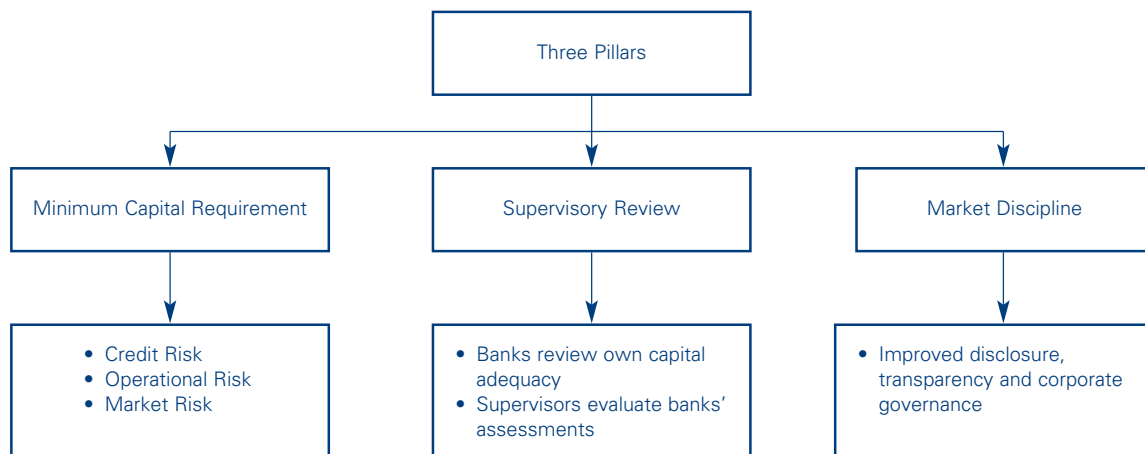 Three Pillars
Minimum Capital Requirement
Supervisory Review
Market Discipline
• Credit Risk
• Operational Risk
• Market Risk
• Banks review own capital
adequacy
• Supervisors evaluate banks’
assessments
• Improved disclosure,
transparency and corporate
governance